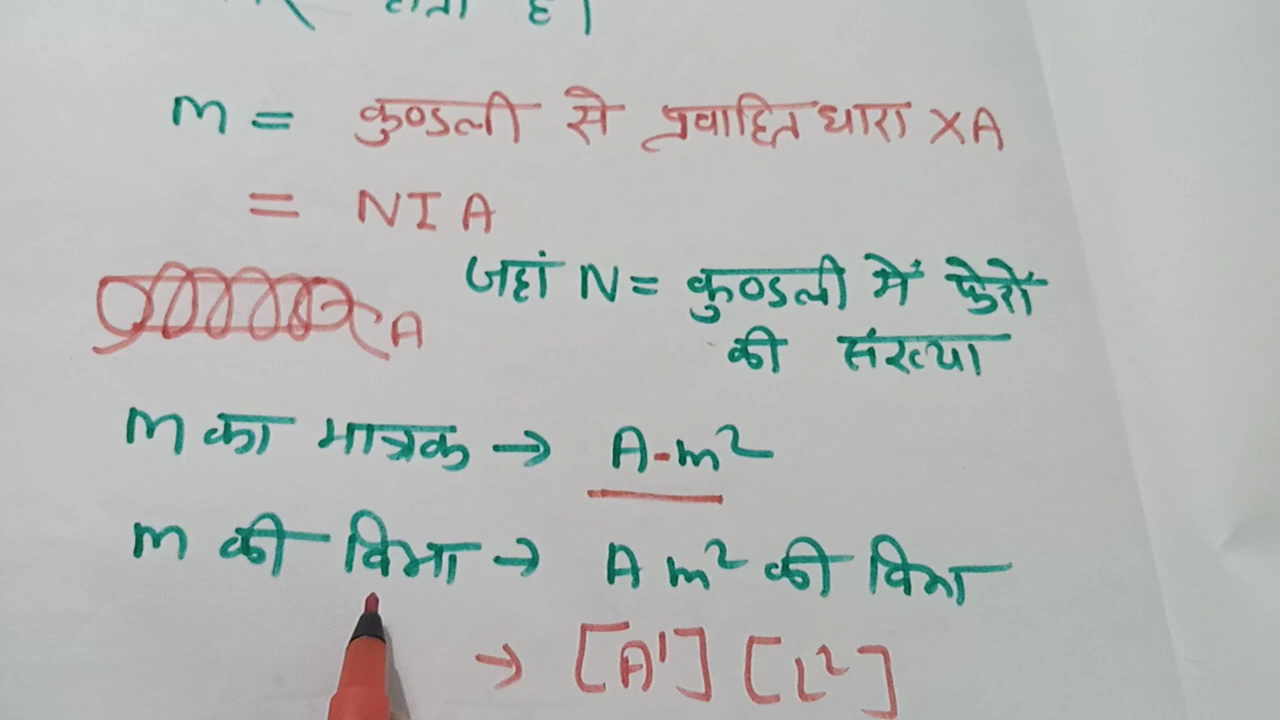 होता है।
m = कुण्डली से प्रवाहित धारा X A
= NIA
जहां N = कुण्डली में फेरों
की संख्या
A
m का मात्रक → A-m²
m की विमा → A m² की विमा
→ [A¹] [L²]